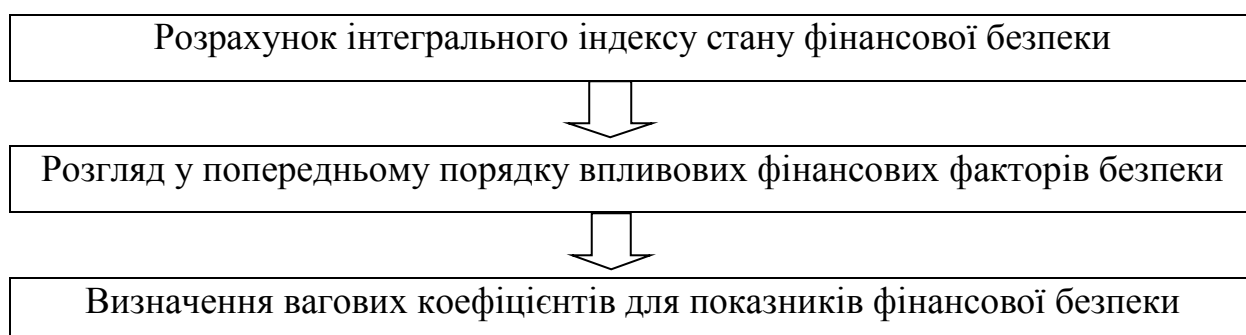 Розрахунок інтегрального індексу стану фінансової безпеки
Розгляд у попередньому порядку впливових фінансових факторів безпеки
Визначення вагових коефіцієнтів для показників фінансової безпеки